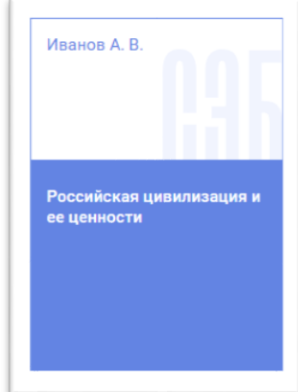 Иванов А. В.
СЭБ
Российская цивилизация и
ее ценности